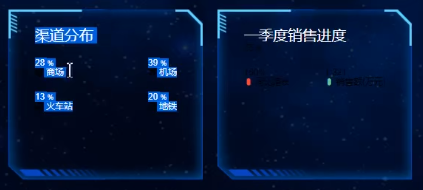 渠道分布
28 %
商场
39 %
机场
13 %
火车站
20 %
地铁
一季度销售进度